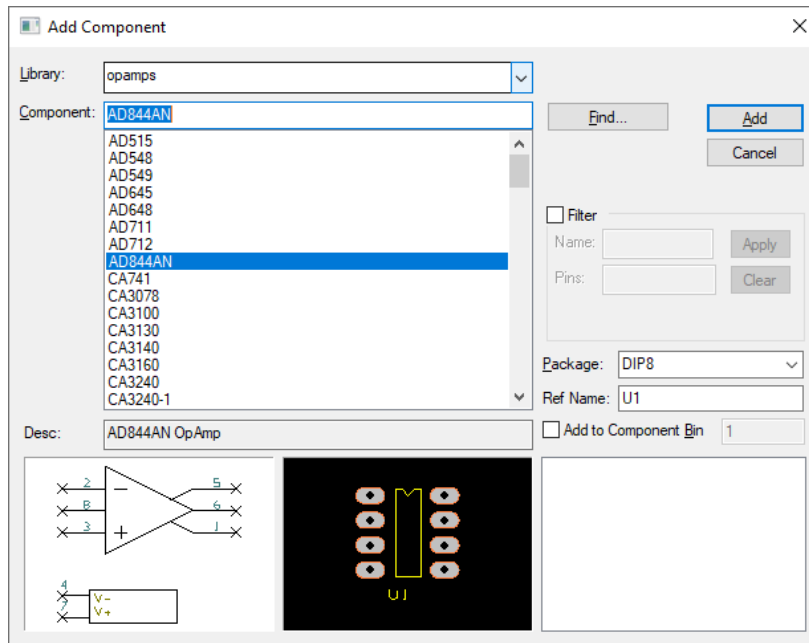 Add Component
Library: opamps
Component: AD844AN
Find...
Add
Cancel
AD515
AD548
AD549
AD645
AD648
AD711
AD712
AD844AN
CA741
CA3078
CA3100
CA3130
CA3140
CA3160
CA3240
CA3240-1
Filter
Name:
Apply
Pins:
Clear
Package: DIP8
Ref Name: U1
Desc: AD844AN OpAmp
Add to Component Bin 1
2 5
8 6
3 1
4
V-
7
V+
U1